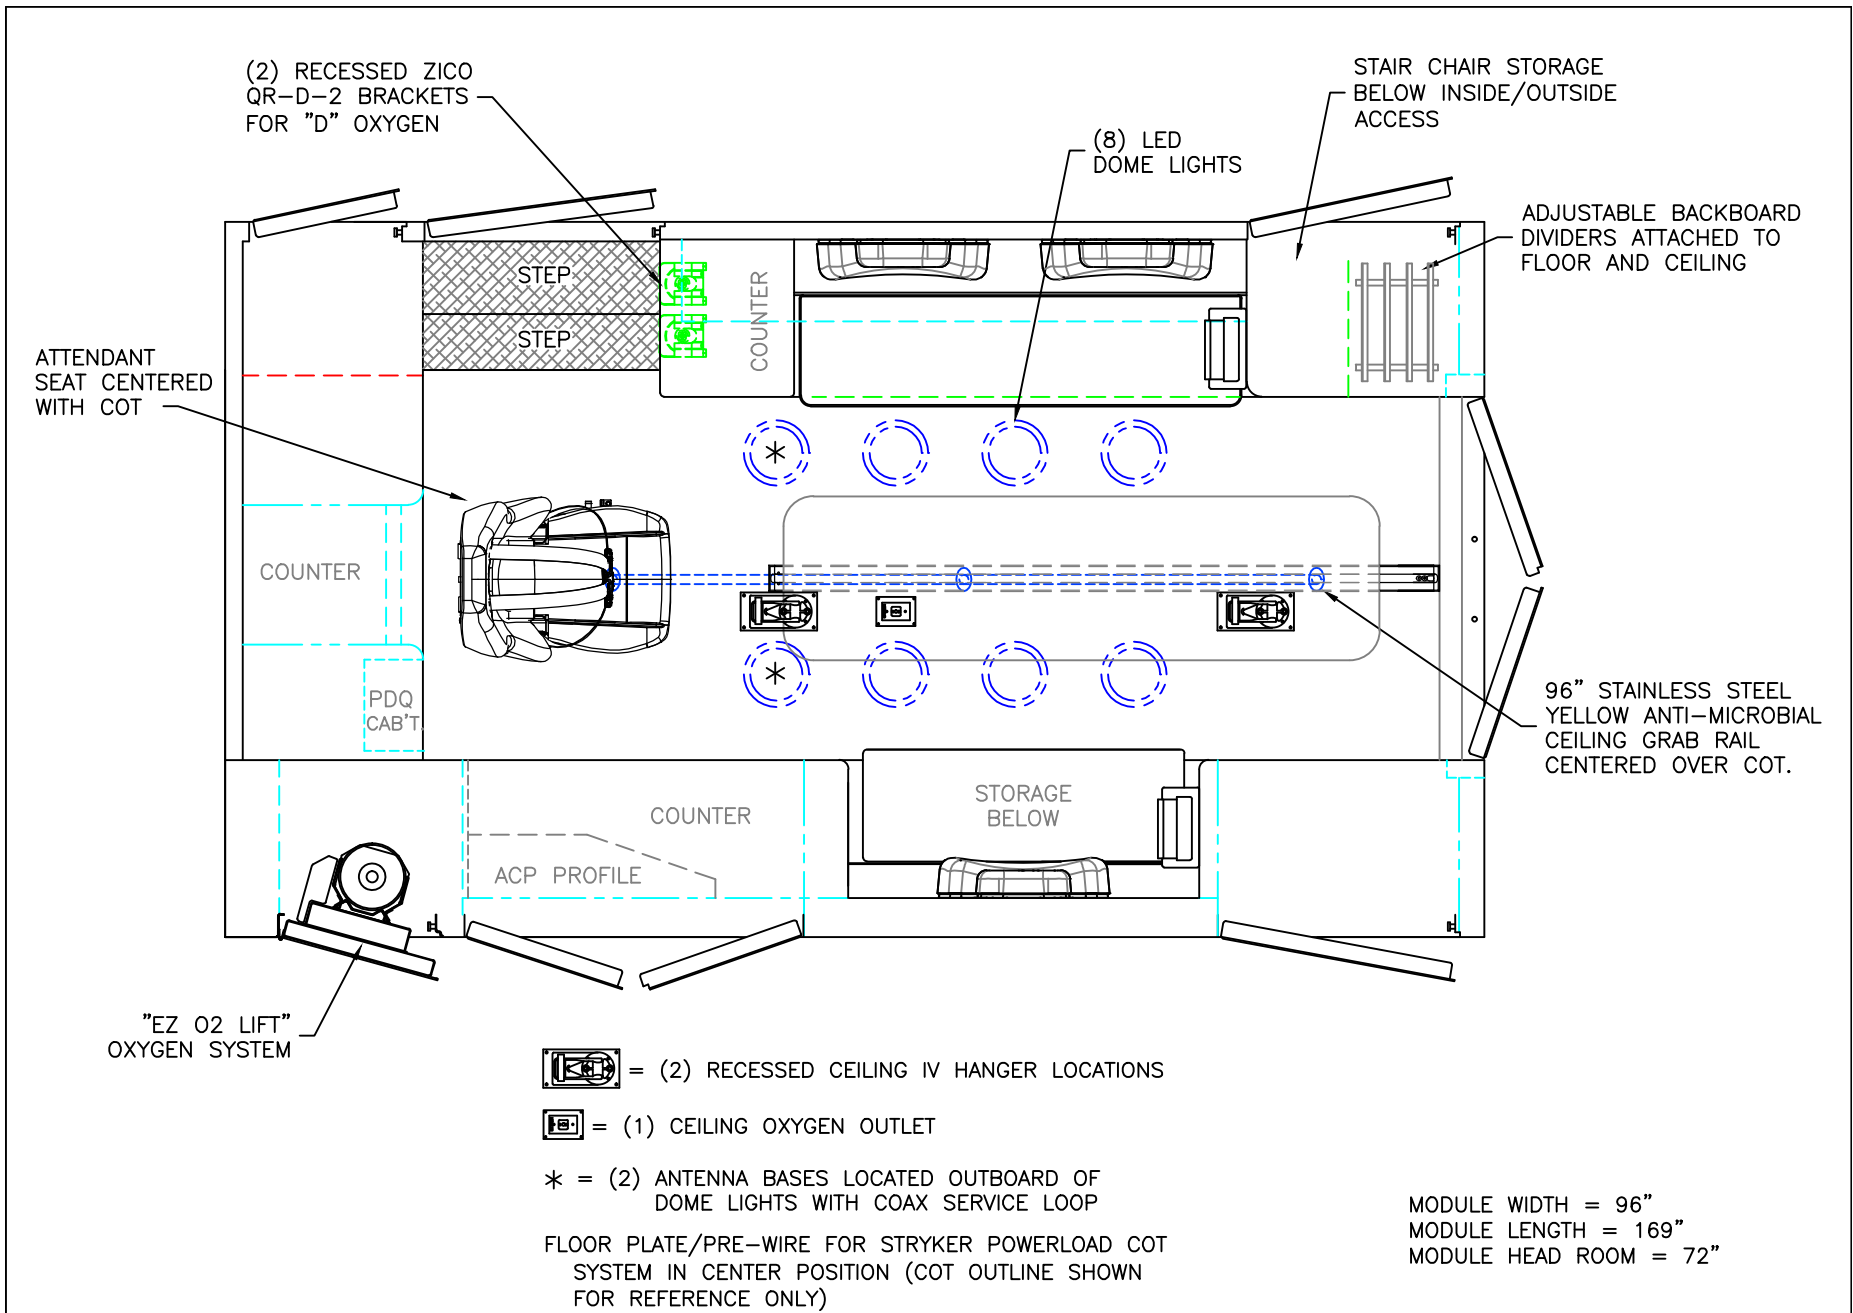 (2) RECESSED ZICO
QR-D-2 BRACKETS
FOR "D" OXYGEN
STAIR CHAIR STORAGE
BELOW INSIDE/OUTSIDE
ACCESS
(8) LED
DOME LIGHTS
ADJUSTABLE BACKBOARD
DIVIDERS ATTACHED TO
FLOOR AND CEILING
STEP
STEP
COUNTER
ATTENDANT
SEAT CENTERED
WITH COT
COUNTER
PDQ
CAB'T
96" STAINLESS STEEL
YELLOW ANTI-MICROBIAL
CEILING GRAB RAIL
CENTERED OVER COT.
COUNTER
ACP PROFILE
STORAGE
BELOW
"EZ O2 LIFT"
OXYGEN SYSTEM
= (2) RECESSED CEILING IV HANGER LOCATIONS
= (1) CEILING OXYGEN OUTLET
* = (2) ANTENNA BASES LOCATED OUTBOARD OF
DOME LIGHTS WITH COAX SERVICE LOOP
FLOOR PLATE/PRE-WIRE FOR STRYKER POWERLOAD COT
SYSTEM IN CENTER POSITION (COT OUTLINE SHOWN
FOR REFERENCE ONLY)
MODULE WIDTH = 96"
MODULE LENGTH = 169"
MODULE HEAD ROOM = 72"